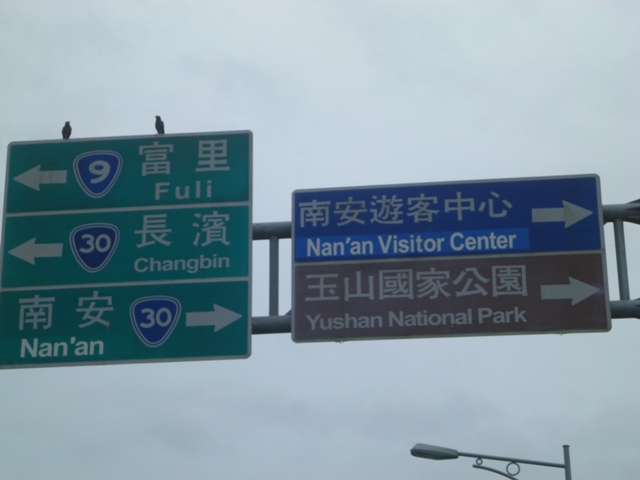 9 富里
Fuli
30 長濱
Changbin
南安 30
Nan'an
南安遊客中心
Nan'an Visitor Center
玉山國家公園
Yushan National Park